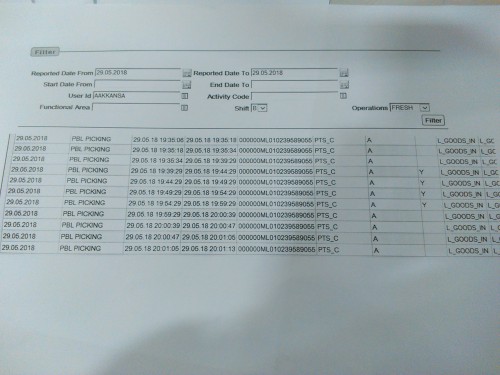 Filter
Reported Date From 29.05.2018 Reported Date To 29.05.2018
Start Date From End Date To
User Id AAKKANSA Activity Code
Functional Area Shift B Operations FRESH
Filter
29.05.2018 PBL PICKING 29.05.18 19:35:06 29.05.18 19:35:18 000000ML010239589055 PTS_C A L_GOODS_IN L_GC
29.05.2018 PBL PICKING 29.05.18 19:35:18 29.05.18 19:35:34 000000ML010239589055 PTS_C A L_GOODS_IN L_GC
29.05.2018 PBL PICKING 29.05.18 19:35:34 29.05.18 19:39:29 000000ML010239589055 PTS_C A L_GOODS_IN L_GC
29.05.2018 PBL PICKING 29.05.18 19:39:29 29.05.18 19:44:29 000000ML010239589055 PTS_C A Y L_GOODS_IN L_GC
29.05.2018 PBL PICKING 29.05.18 19:44:29 29.05.18 19:49:29 000000ML010239589055 PTS_C A Y L_GOODS_IN L_G
29.05.2018 PBL PICKING 29.05.18 19:49:29 29.05.18 19:54:29 000000ML010239589055 PTS_C A Y L_GOODS_IN L_G
29.05.2018 PBL PICKING 29.05.18 19:54:29 29.05.18 19:59:29 000000ML010239589055 PTS_C A Y L_GOODS_IN L_G
29.05.2018 PBL PICKING 29.05.18 19:59:29 29.05.18 20:00:39 000000ML010239589055 PTS_C A L_GOODS_IN L_G
29.05.2018 PBL PICKING 29.05.18 20:00:39 29.05.18 20:00:47 000000ML010239589055 PTS_C A L_GOODS_IN L_G
29.05.2018 PBL PICKING 29.05.18 20:00:47 29.05.18 20:01:05 000000ML010239589055 PTS_C A L_GOODS_IN L_G
29.05.2018 PBL PICKING 29.05.18 20:01:05 29.05.18 20:01:13 000000ML010239589055 PTS_C A L_GOODS_IN L_